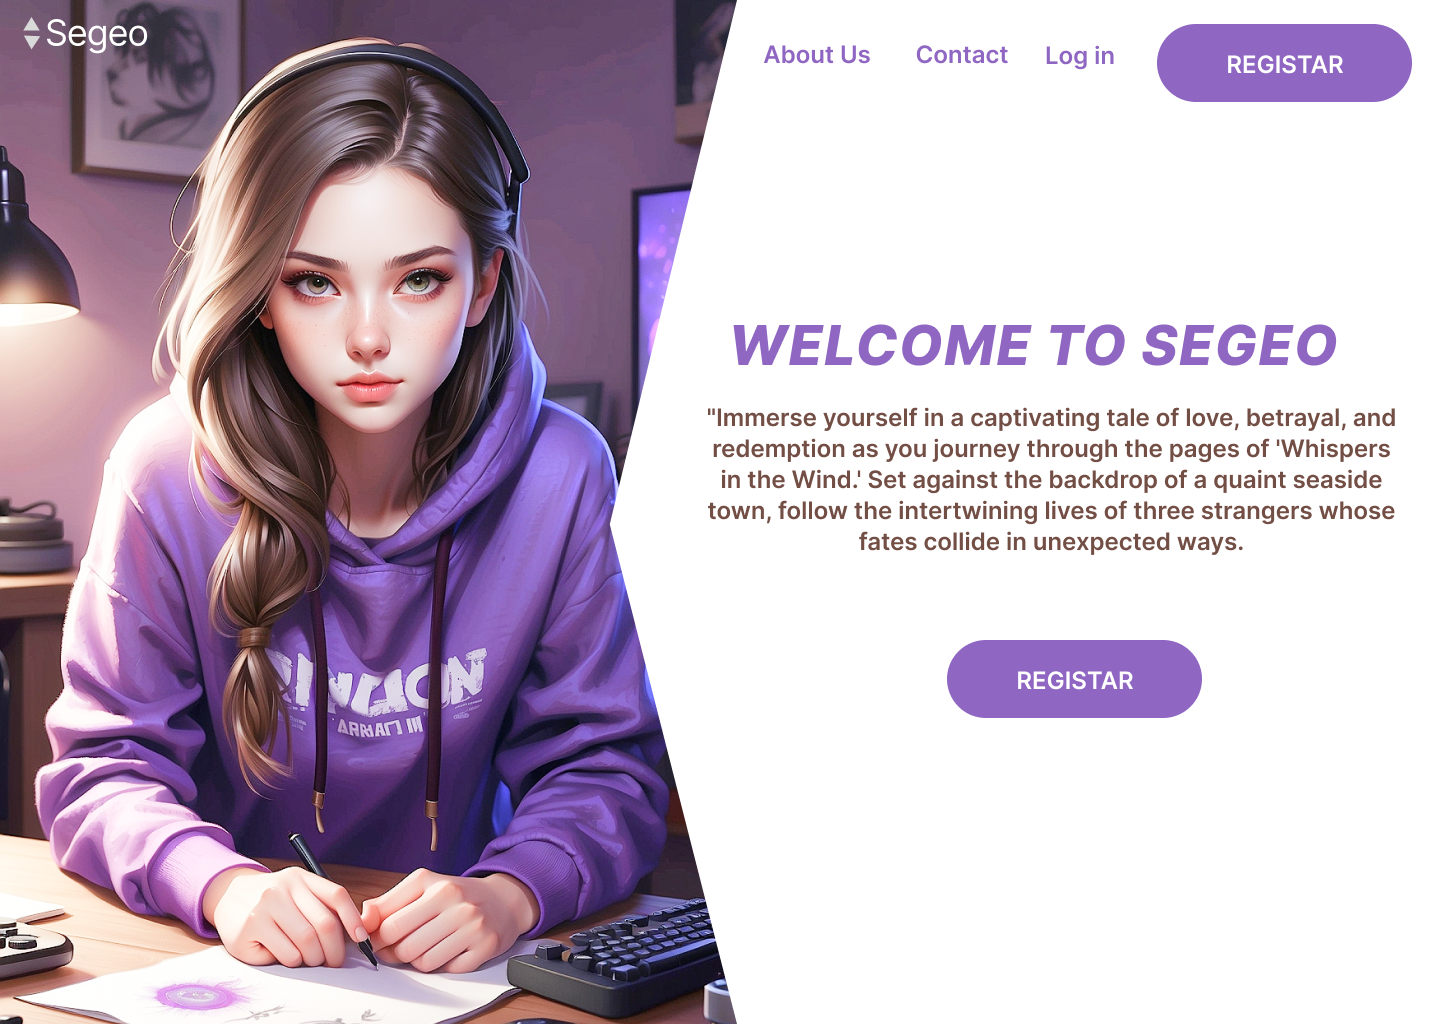 Segeo
About Us
Contact
Log in
REGISTAR
WELCOME TO SEGEO
"Immerse yourself in a captivating tale of love, betrayal, and
redemption as you journey through the pages of 'Whispers
in the Wind.' Set against the backdrop of a quaint seaside
town, follow the intertwining lives of three strangers whose
fates collide in unexpected ways.
REGISTAR